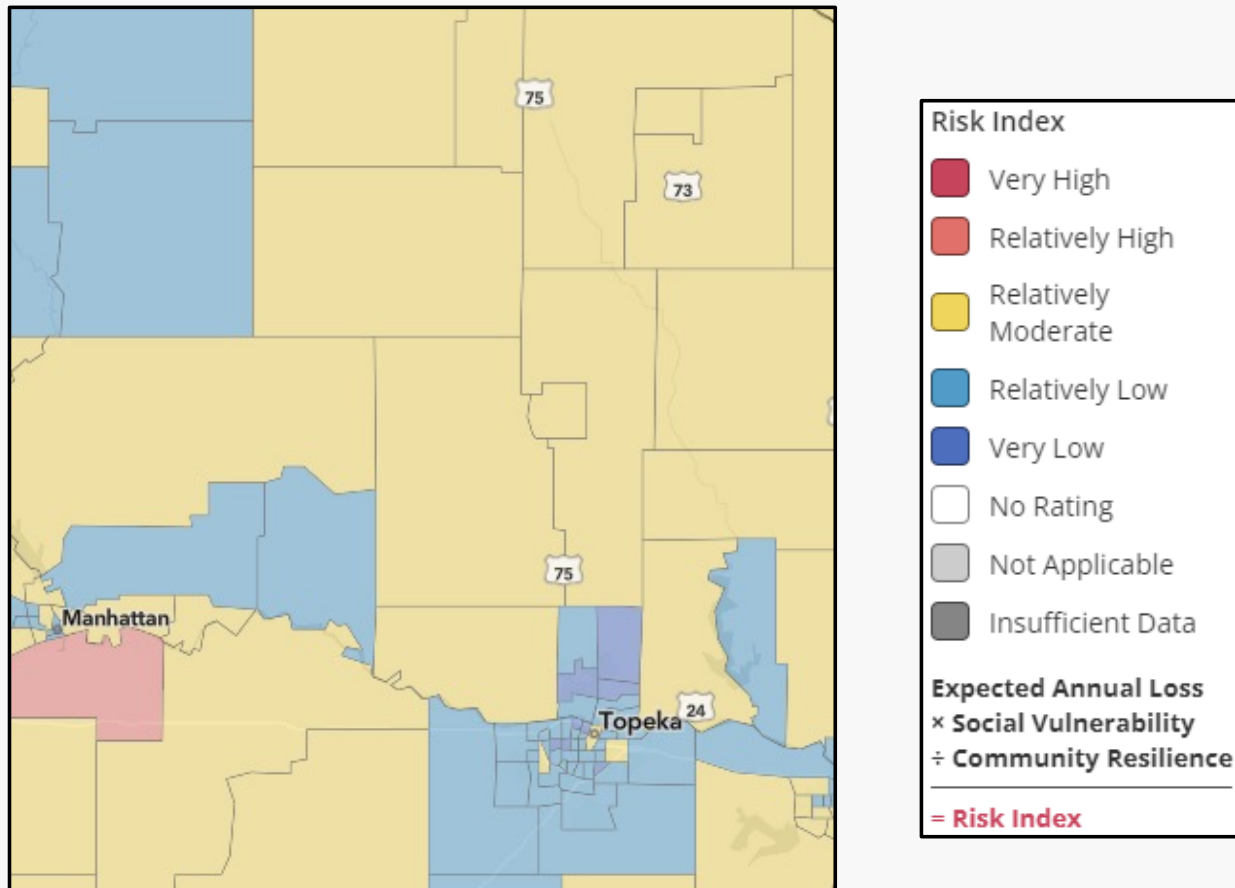 75
73
75
Manhattan
Topeka
24
Risk Index
Very High
Relatively High
Relatively
Moderate
Relatively Low
Very Low
No Rating
Not Applicable
Insufficient Data
Expected Annual Loss
× Social Vulnerability
÷ Community Resilience
= Risk Index